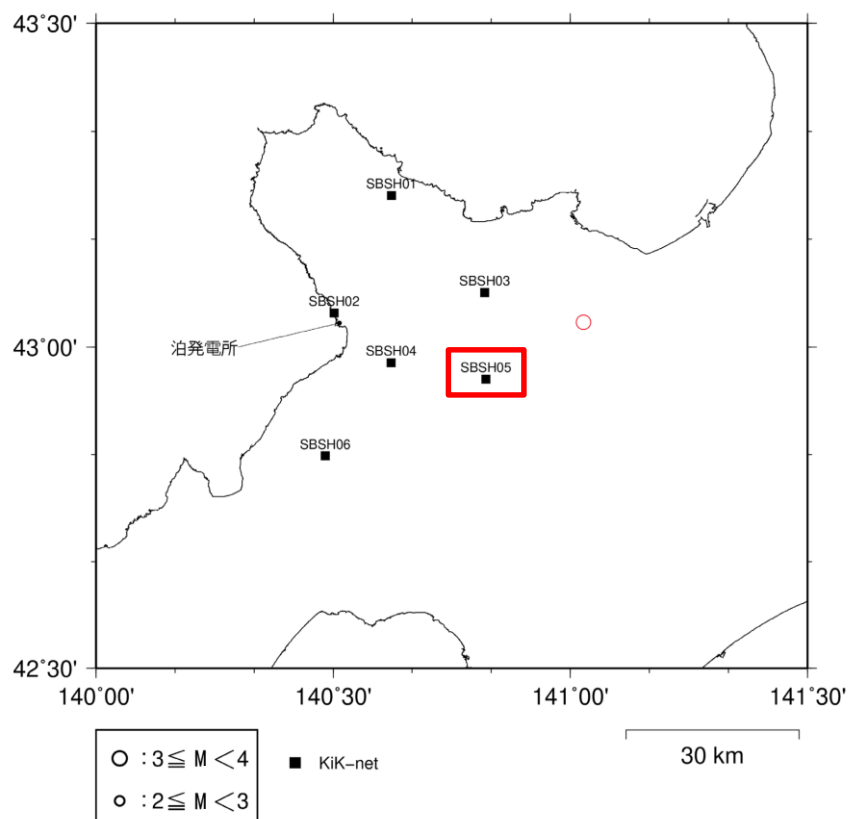 43°30'
SBSH01
SBSH03
SBSH02
泊発電所
43°00'
SBSH04
SBSH05
SBSH06
42°30'
140°00'
140°30'
141°00'
141°30'
○ : 3≦ M <4
■ KiK-net
30 km
○ : 2≦ M <3